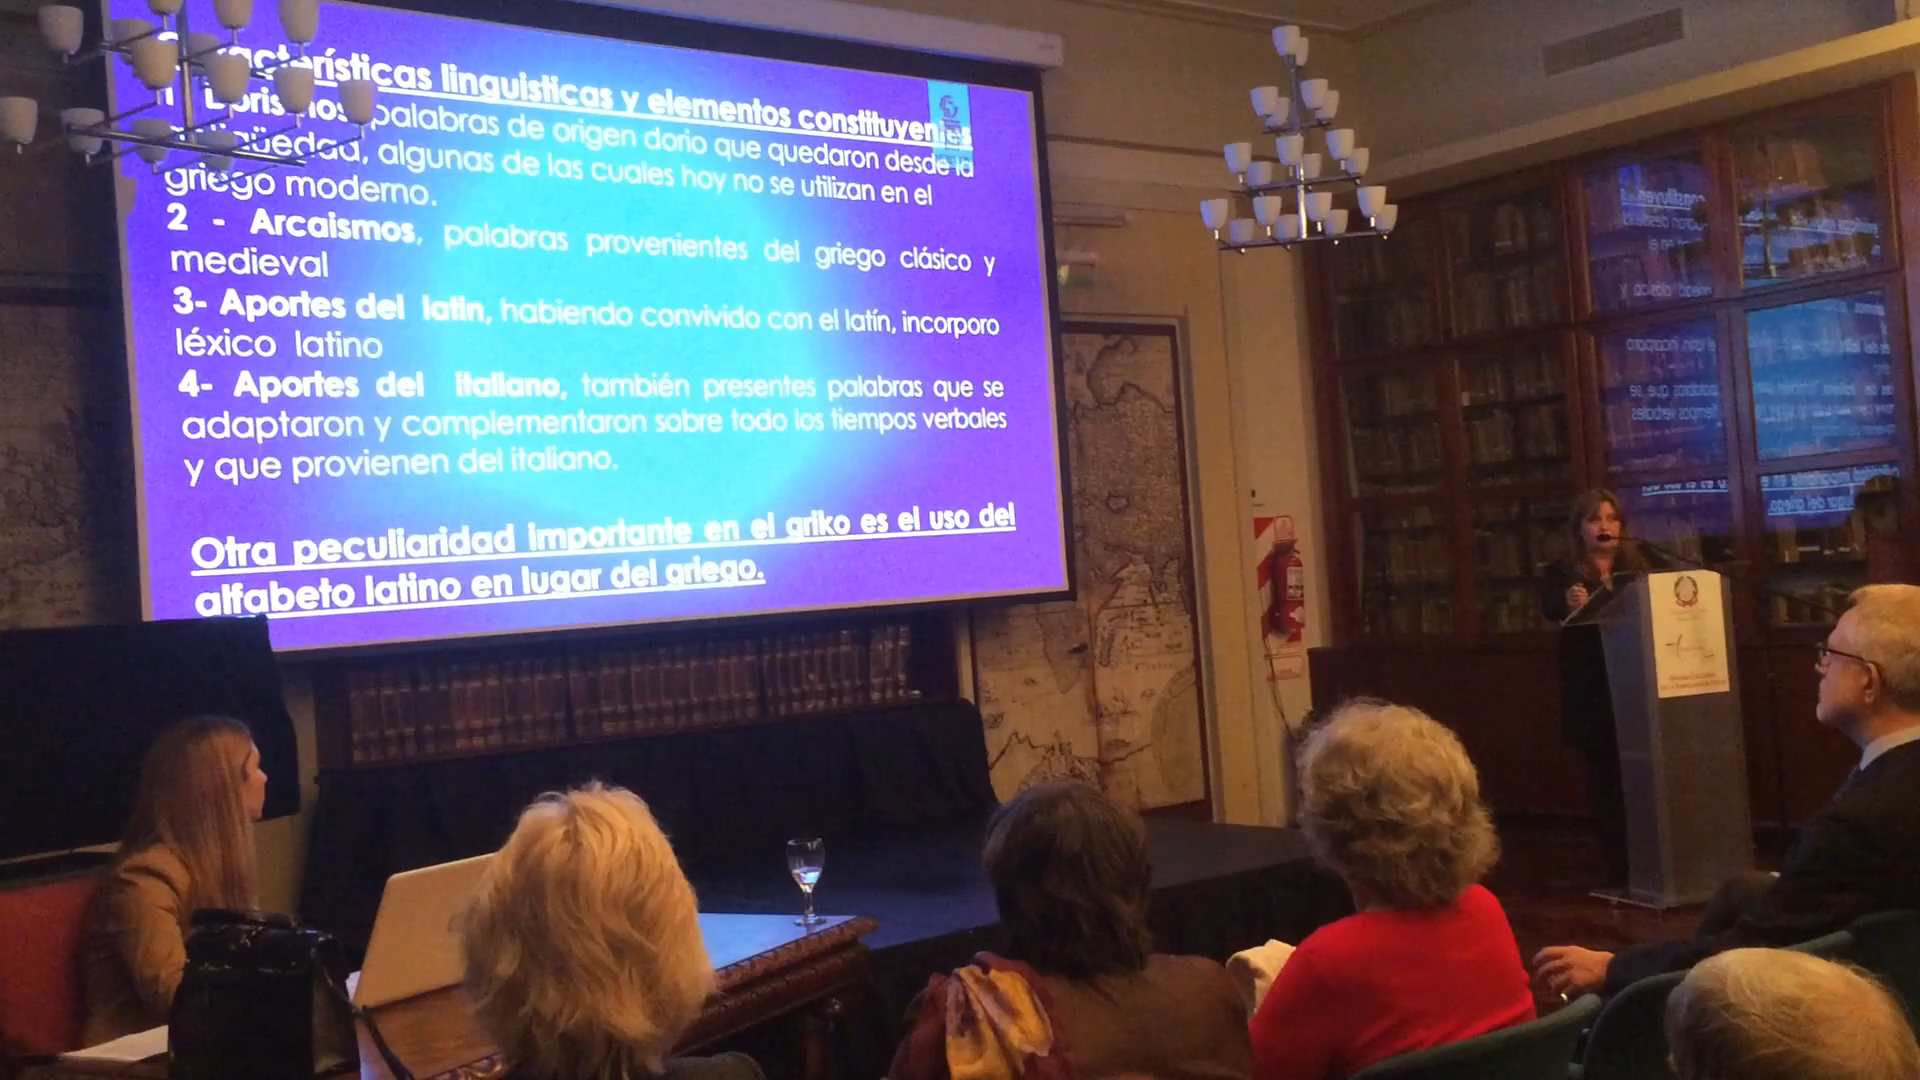 Características linguisticas y elementos constituyentes
1 Dorismos, palabras de origen dorio que quedaron desde la
antigüedad, algunas de las cuales hoy no se utilizan en el
griego moderno.
2 - Arcaismos, palabras provenientes del griego clásico y
medieval
3- Aportes del latin, habiendo convivido con el latín, incorporo
léxico latino
4- Aportes del italiano, también presentes palabras que se
adaptaron y complementaron sobre todo los tiempos verbales
y que provienen del italiano.
Otra peculiaridad importante en el griko es el uso del
alfabeto latino en lugar del griego.